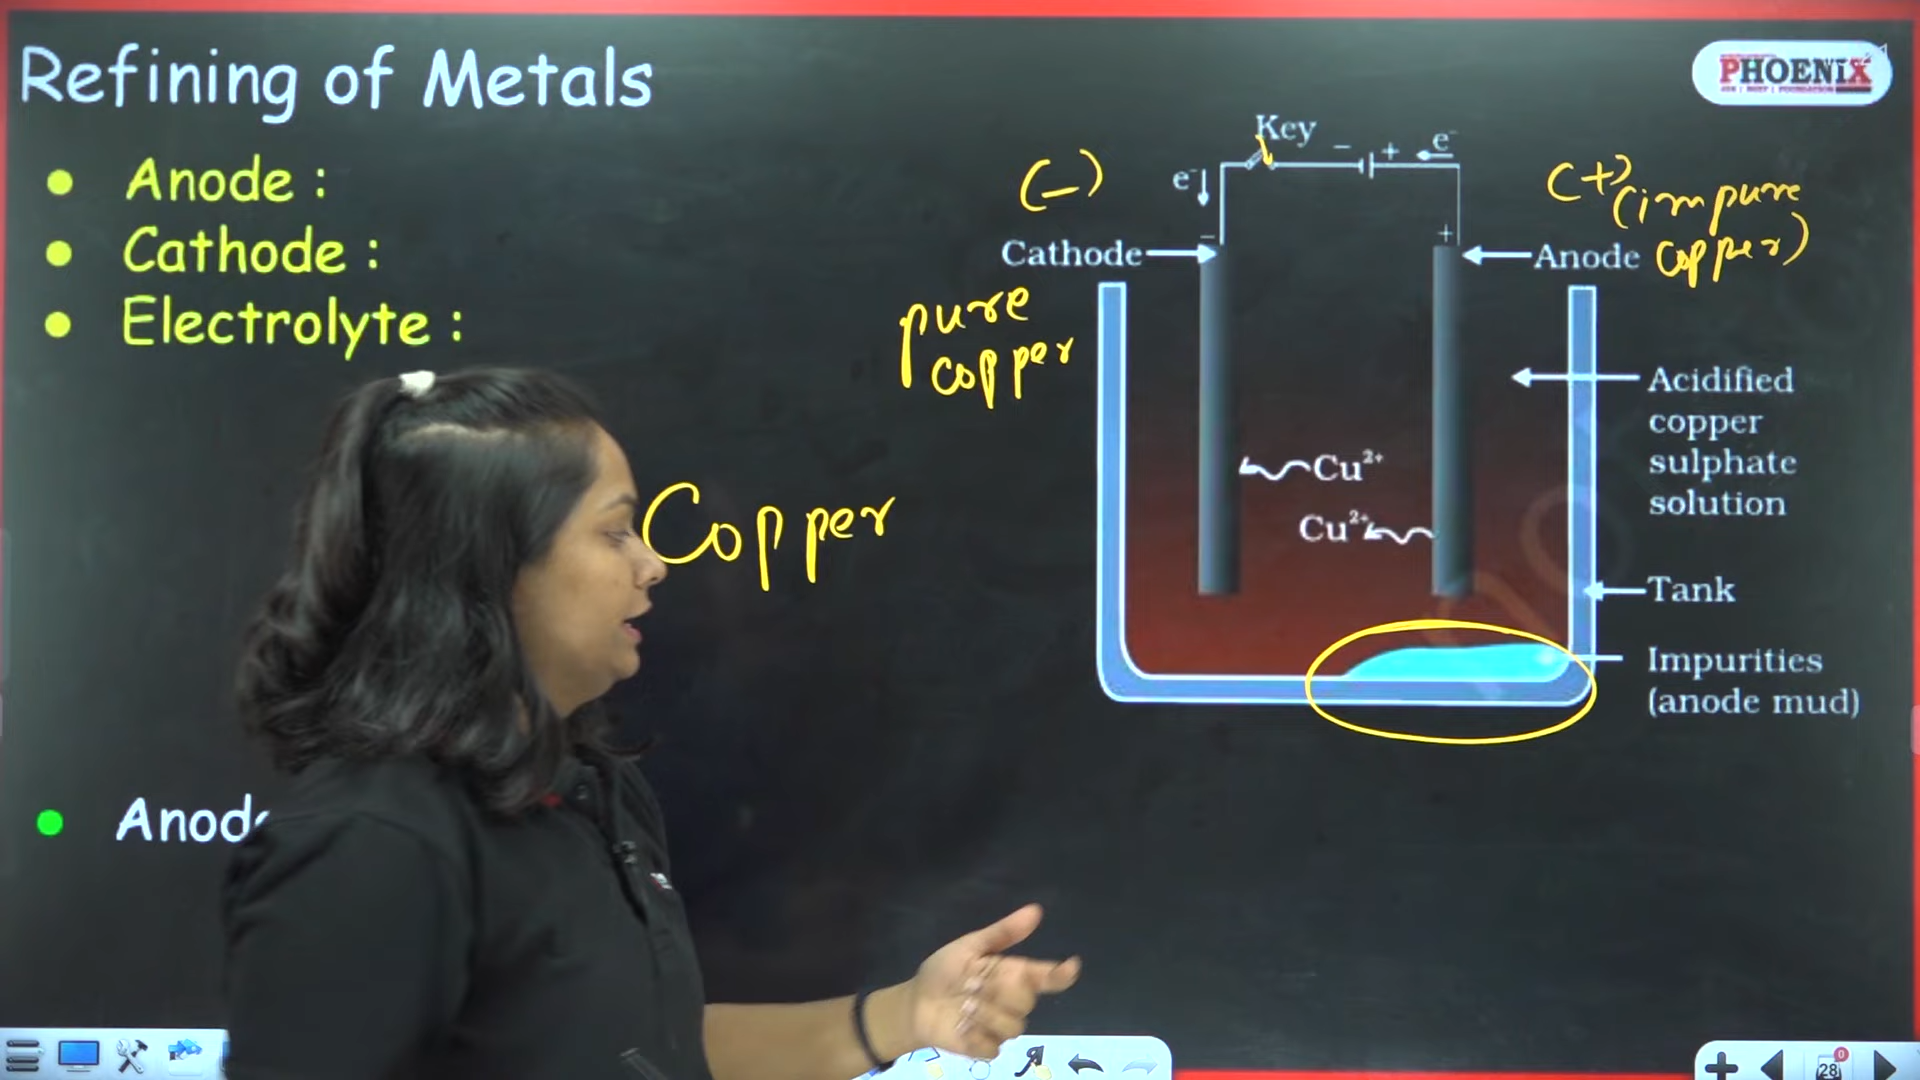 Refining of Metals
PHOENIX
Anode :
Cathode :
Electrolyte :
Key
− + e⁻
e⁻
(−)
(+)
(impure
copper)
− +
Cathode
Anode
pure
copper
Acidified
copper
sulphate
solution
Cu²⁺
Cu²⁺
Copper
Tank
Impurities
(anode mud)
Anod
28
0